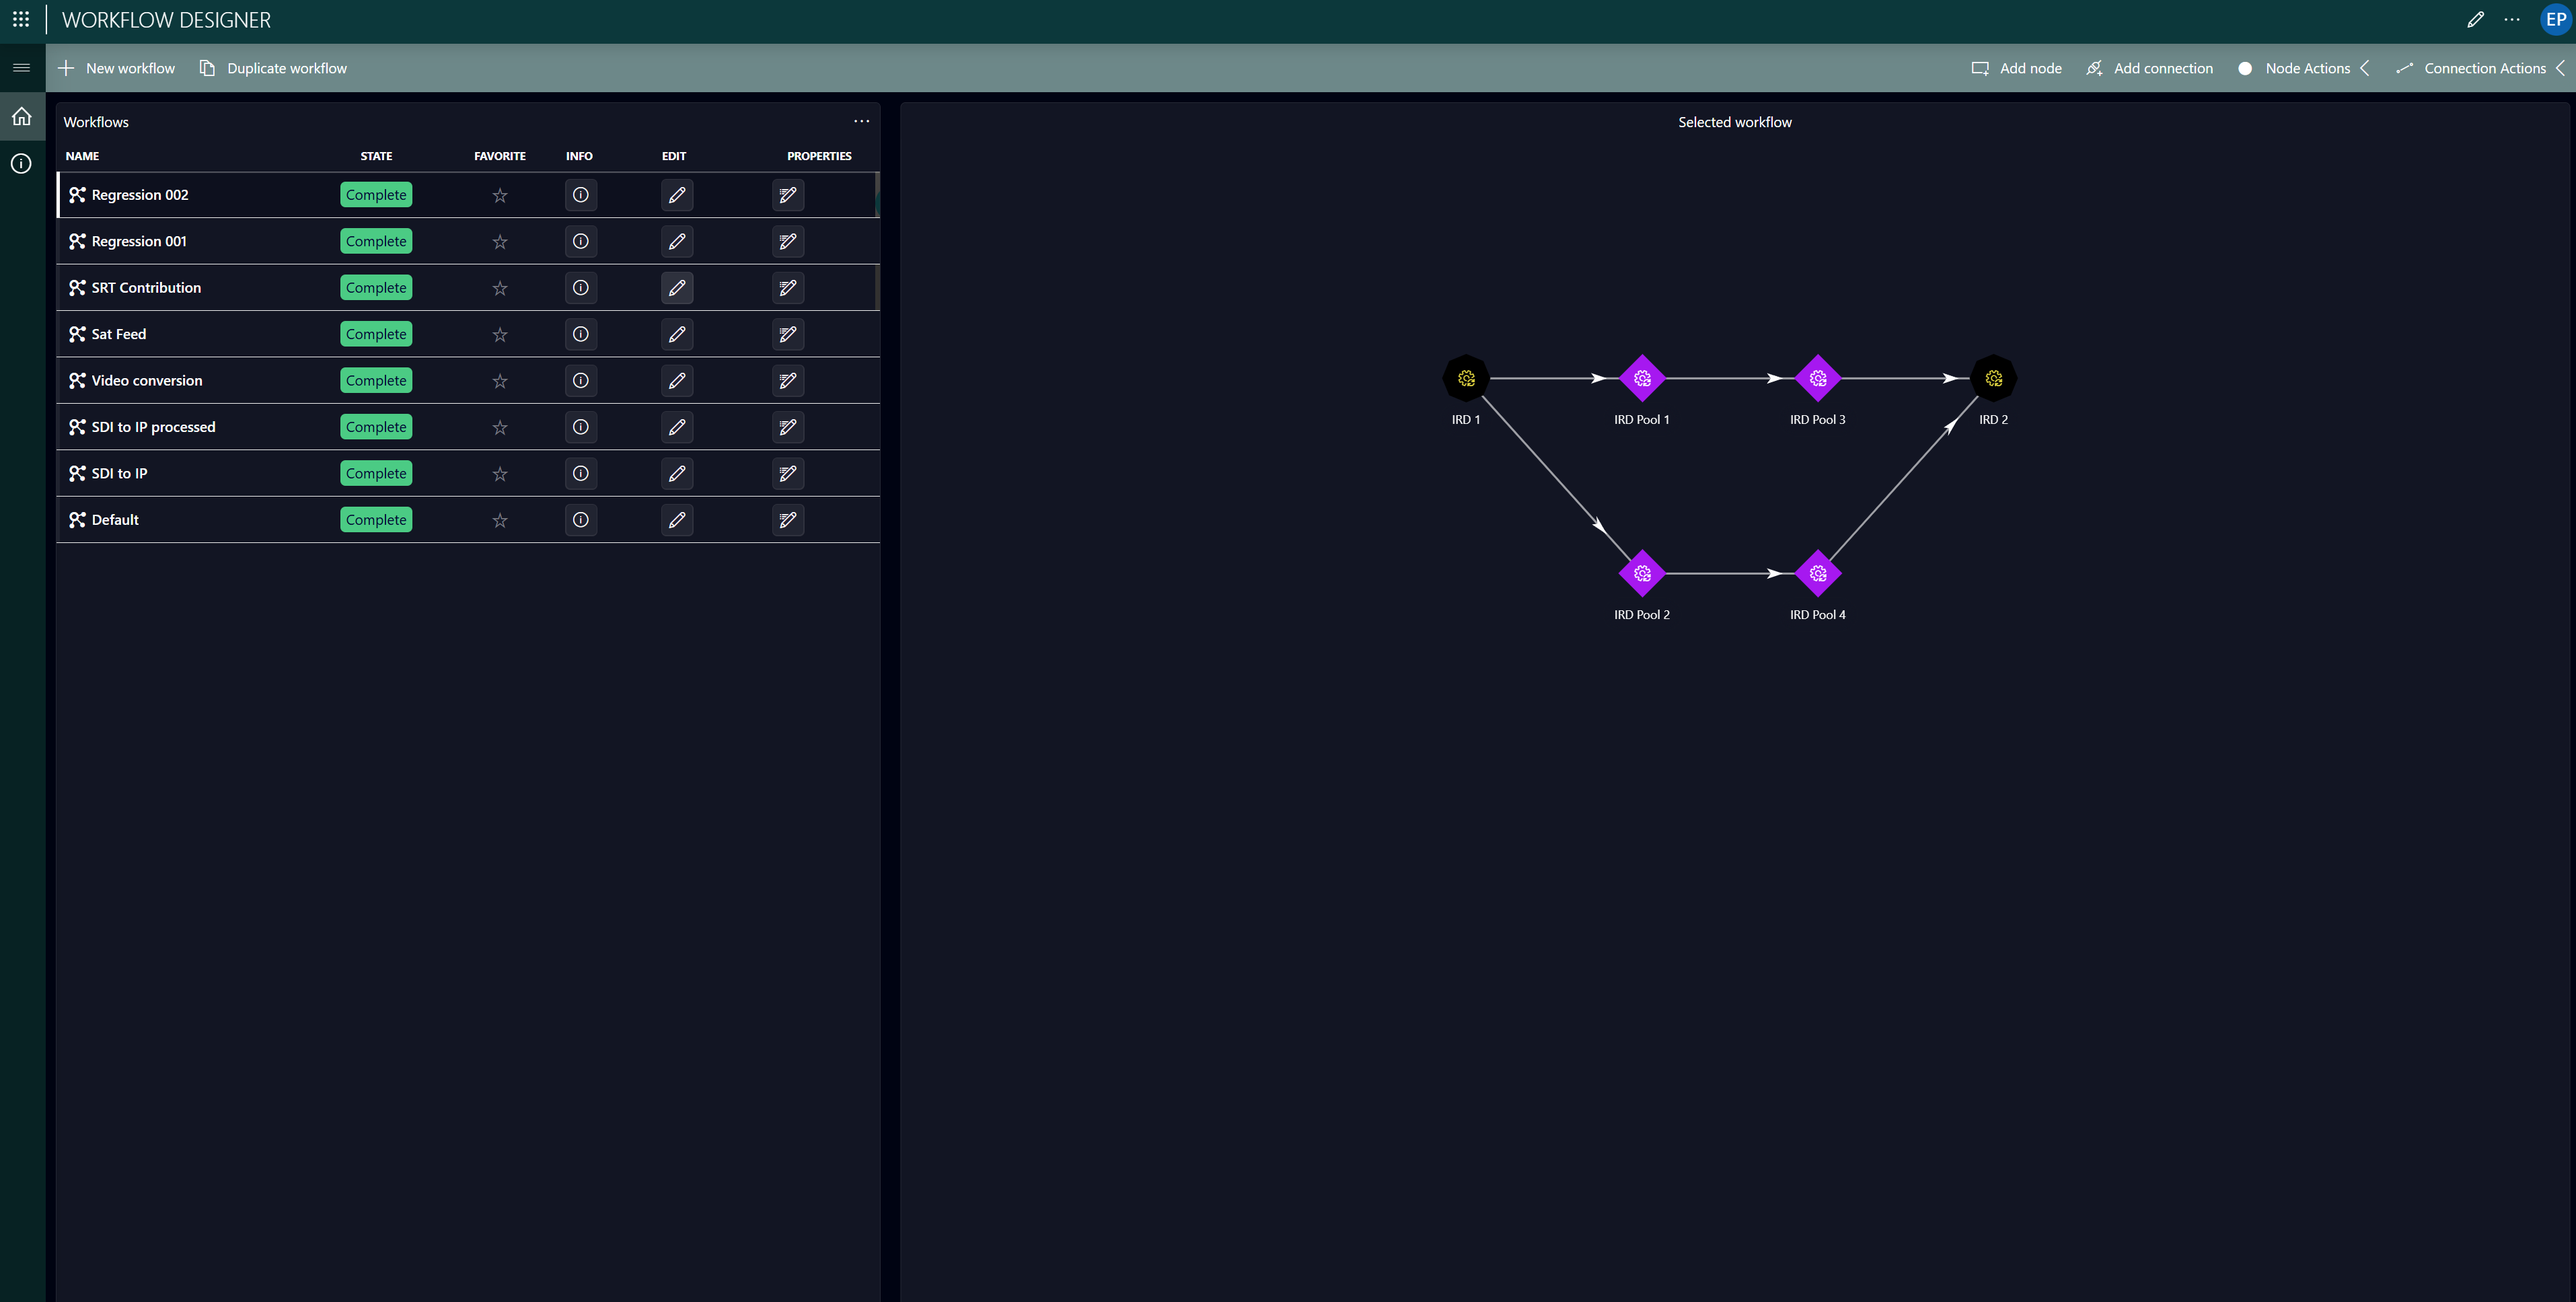 WORKFLOW DESIGNER
EP
New workflow
Duplicate workflow
Add node
Add connection
Node Actions
Connection Actions
Workflows
NAME STATE FAVORITE INFO EDIT PROPERTIES
Regression 002 Complete
Regression 001 Complete
SRT Contribution Complete
Sat Feed Complete
Video conversion Complete
SDI to IP processed Complete
SDI to IP Complete
Default Complete
Selected workflow
IRD 1
IRD Pool 1
IRD Pool 3
IRD 2
IRD Pool 2
IRD Pool 4